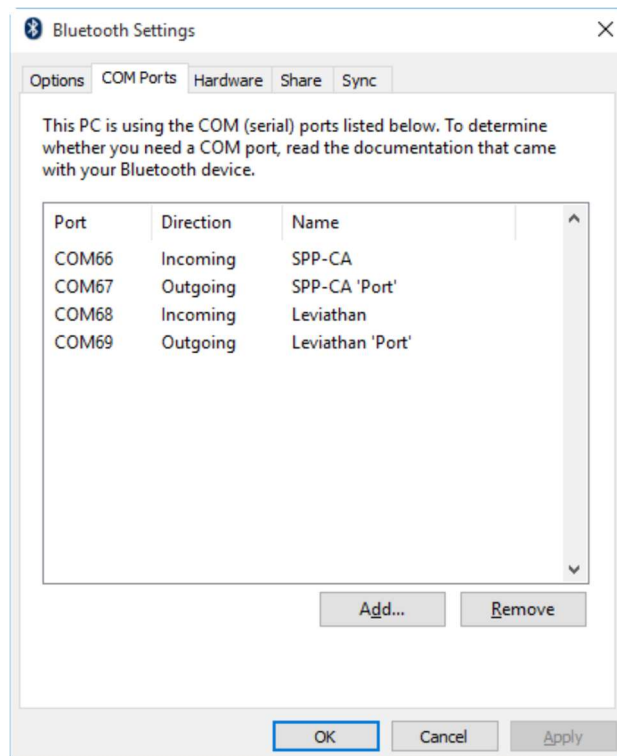 Bluetooth Settings
Options COM Ports Hardware Share Sync
This PC is using the COM (serial) ports listed below. To determine
whether you need a COM port, read the documentation that came
with your Bluetooth device.
Port Direction Name
COM66 Incoming SPP-CA
COM67 Outgoing SPP-CA 'Port'
COM68 Incoming Leviathan
COM69 Outgoing Leviathan 'Port'
Add... Remove
OK Cancel Apply